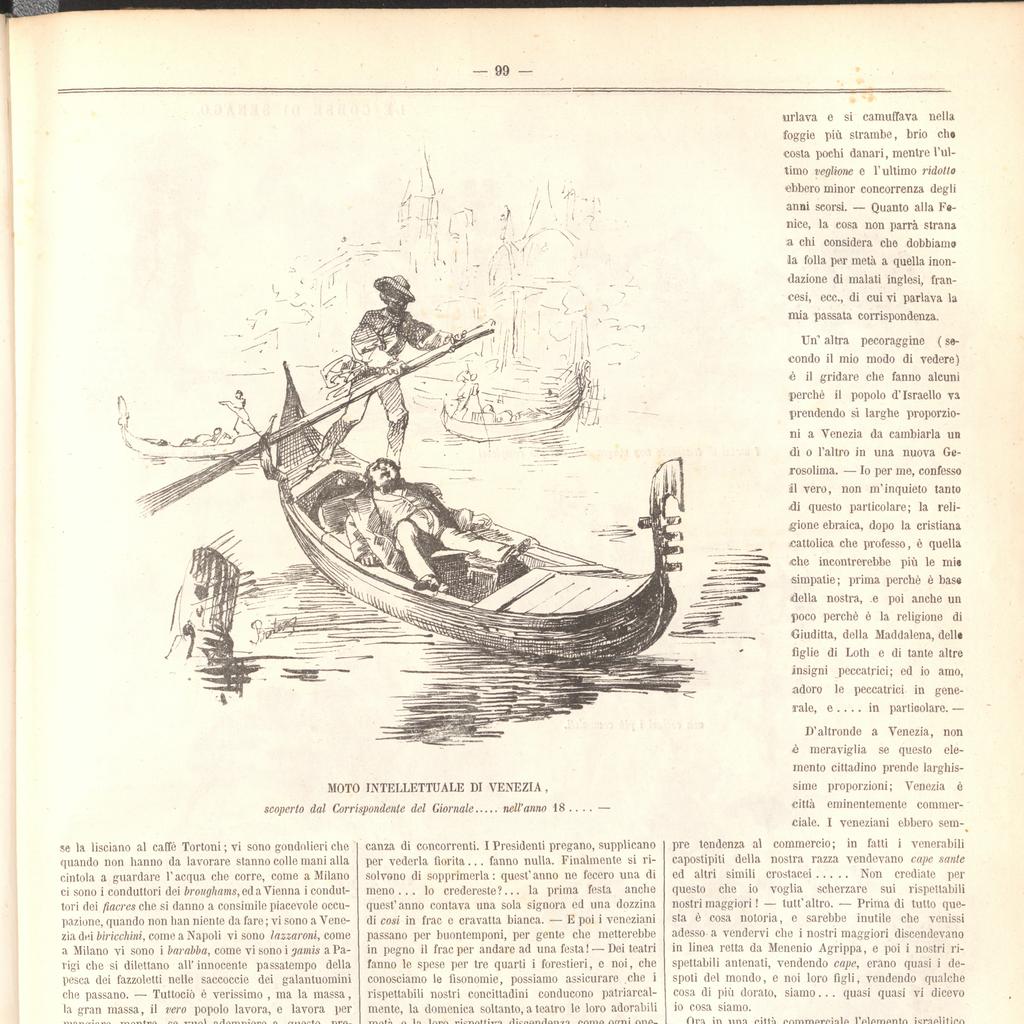 — 99 —
MOTO INTELLETTUALE DI VENEZIA,
scoperto dal Corrispondente del Giornale..... nell'anno 18 .... —
se la lisciano al caffè Tortoni; vi sono gondolieri che
quando non hanno da lavorare stanno colle mani alla
cintola a guardare l'acqua che corre, come a Milano
ci sono i conduttori dei broughams, ed a Vienna i condut-
tori dei fiacres che si danno a consimile piacevole occu-
pazione, quando non han niente da fare; vi sono a Vene-
zia dei biricchini, come a Napoli vi sono lazzaroni, come
a Milano vi sono i barabba, come vi sono i gamis a Pa-
rigi che si dilettano all'innocente passatempo della
pesca dei fazzoletti nelle saccoccie dei galantuomini
che passano. — Tuttociò è verissimo, ma la massa,
la gran massa, il vero popolo lavora, e lavora per
canza di concorrenti. I Presidenti pregano, supplicano
per vederla fiorita... fanno nulla. Finalmente si ri-
solvono di sopprimerla: quest'anno ne fecero una di
meno... lo credereste?... la prima festa anche
quest'anno contava una sola signora ed una dozzina
di così in frac e cravatta bianca. — E poi i veneziani
passano per buontemponi, per gente che metterebbe
in pegno il frac per andare ad una festa! — Dei teatri
fanno le spese per tre quarti i forestieri, e noi, che
conosciamo le fisonomie, possiamo assicurare che i
rispettabili nostri concittadini conducono patriarcal-
mente, la domenica soltanto, a teatro le loro adorabili
metà e la loro rispettiva discendenza come ogni one-
urlava e si camuffava nella
foggie più strambe, brio che
costa pochi danari, mentre l'ul-
timo veglione e l'ultimo ridotto
ebbero minor concorrenza degli
anni scorsi. — Quanto alla Fe-
nice, la cosa non parrà strana
a chi considera che dobbiamo
la folla per metà a quella inon-
dazione di malati inglesi, fran-
cesi, ecc., di cui vi parlava la
mia passata corrispondenza.
Un' altra pecoraggine (se-
condo il mio modo di vedere)
è il gridare che fanno alcuni
perchè il popolo d'Israello va
prendendo sì larghe proporzio-
ni a Venezia da cambiarla un
dì o l'altro in una nuova Ge-
rosolima. — Io per me, confesso
il vero, non m'inquieto tanto
di questo particolare; la reli-
gione ebraica, dopo la cristiana
cattolica che professo, è quella
che incontrerebbe più le mie
simpatie; prima perchè è base
della nostra, e poi anche un
poco perchè è la religione di
Giuditta, della Maddalena, delle
figlie di Loth e di tante altre
insigni peccatrici; ed io amo,
adoro le peccatrici in gene-
rale, e .... in particolare. —
D'altronde a Venezia, non
è meraviglia se questo ele-
mento cittadino prende larghis-
sime proporzioni; Venezia è
città eminentemente commer-
ciale. I veneziani ebbero sem-
pre tendenza al commercio; in fatti i venerabili
capostipiti della nostra razza vendevano cape sante
ed altri simili crostacei ..... Non crediate per
questo che io voglia scherzare sui rispettabili
nostri maggiori! — tutt'altro. — Prima di tutto que-
sta è cosa notoria, e sarebbe inutile che venissi
adesso a vendervi che i nostri maggiori discendevano
in linea retta da Menenio Agrippa, e poi i nostri ri-
spettabili antenati, vendendo cape, erano quasi i de-
spoti del mondo, e noi loro figli, vendendo qualche
cosa di più dorato, siamo... quasi quasi vi dicevo
io cosa siamo.
Ora in una città commerciale l'elemento israelitico